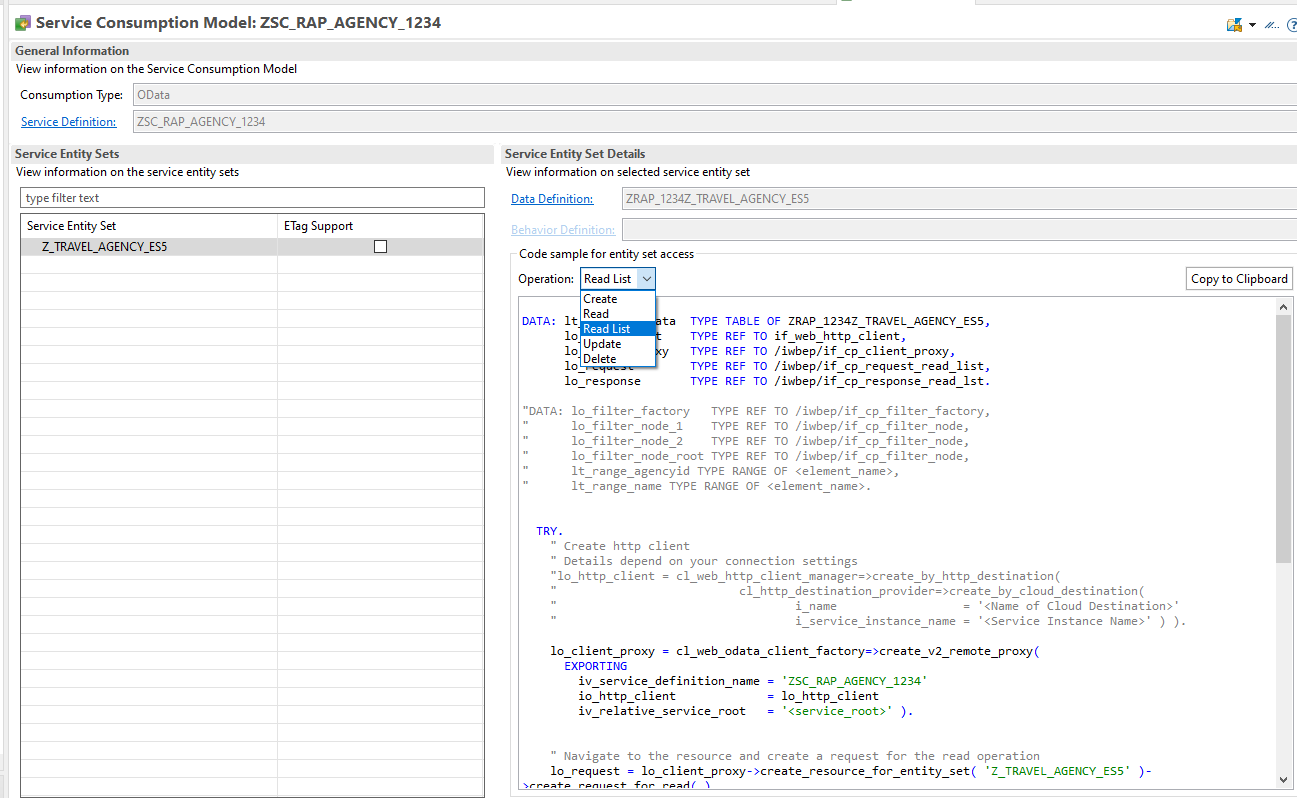 Service Consumption Model: ZSC_RAP_AGENCY_1234
General Information
View information on the Service Consumption Model
Consumption Type: OData
Service Definition: ZSC_RAP_AGENCY_1234
Service Entity Sets
View information on the service entity sets
type filter text
Service Entity Set ETag Support
Z_TRAVEL_AGENCY_ES5
Service Entity Set Details
View information on selected service entity set
Data Definition: ZRAP_1234Z_TRAVEL_AGENCY_ES5
Behavior Definition:
Code sample for entity set access
Operation: Read List Copy to Clipboard
Create
Read
Read List
Update
Delete
DATA: lt ata TYPE TABLE OF ZRAP_1234Z_TRAVEL_AGENCY_ES5,
lo t TYPE REF TO if_web_http_client,
lo_ xy TYPE REF TO /iwbep/if_cp_client_proxy,
lo_request TYPE REF TO /iwbep/if_cp_request_read_list,
lo_response TYPE REF TO /iwbep/if_cp_response_read_lst.
"DATA: lo_filter_factory TYPE REF TO /iwbep/if_cp_filter_factory,
" lo_filter_node_1 TYPE REF TO /iwbep/if_cp_filter_node,
" lo_filter_node_2 TYPE REF TO /iwbep/if_cp_filter_node,
" lo_filter_node_root TYPE REF TO /iwbep/if_cp_filter_node,
" lt_range_agencyid TYPE RANGE OF <element_name>,
" lt_range_name TYPE RANGE OF <element_name>.
TRY.
" Create http client
" Details depend on your connection settings
"lo_http_client = cl_web_http_client_manager=>create_by_http_destination(
" cl_http_destination_provider=>create_by_cloud_destination(
" i_name = '<Name of Cloud Destination>'
" i_service_instance_name = '<Service Instance Name>' ) ).
lo_client_proxy = cl_web_odata_client_factory=>create_v2_remote_proxy(
EXPORTING
iv_service_definition_name = 'ZSC_RAP_AGENCY_1234'
io_http_client = lo_http_client
iv_relative_service_root = '<service_root>' ).
" Navigate to the resource and create a request for the read operation
lo_request = lo_client_proxy->create_resource_for_entity_set( 'Z_TRAVEL_AGENCY_ES5' )-
>create_request_for_read( )